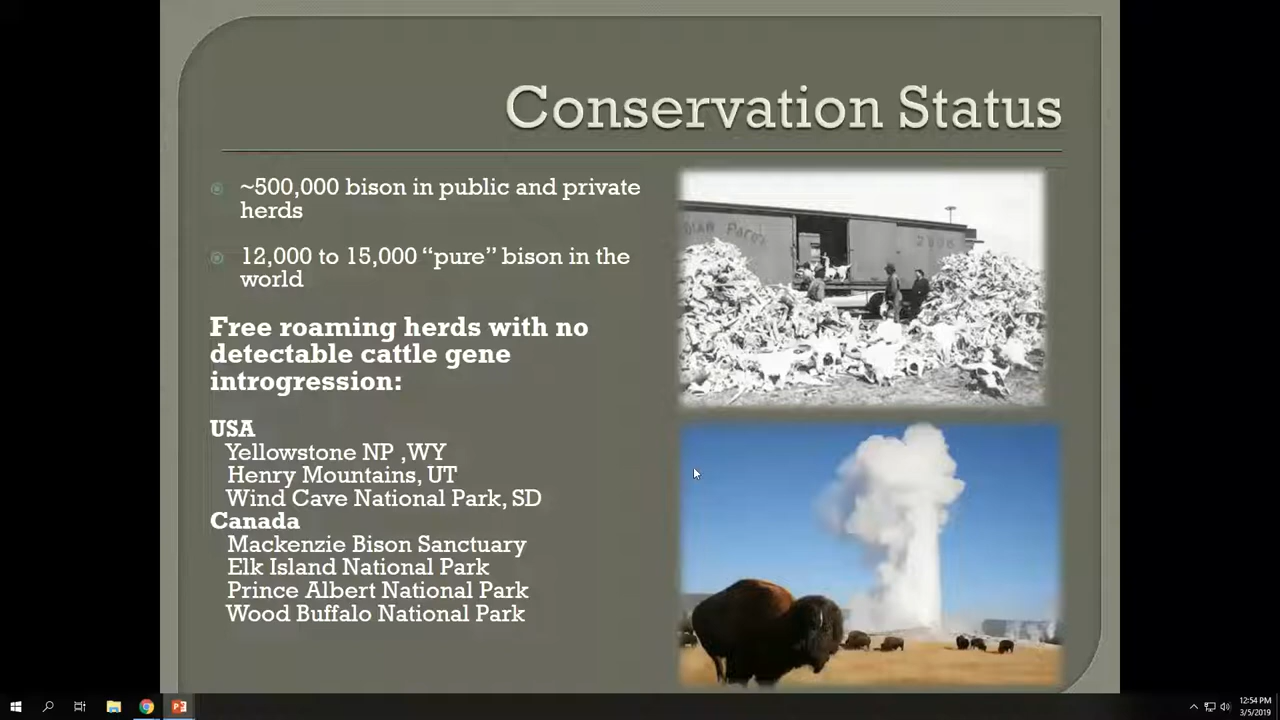 Conservation Status
~500,000 bison in public and private
herds
12,000 to 15,000 “pure” bison in the
world
Free roaming herds with no
detectable cattle gene
introgression:
USA
Yellowstone NP ,WY
Henry Mountains, UT
Wind Cave National Park, SD
Canada
Mackenzie Bison Sanctuary
Elk Island National Park
Prince Albert National Park
Wood Buffalo National Park
12:54 PM
3/5/2019